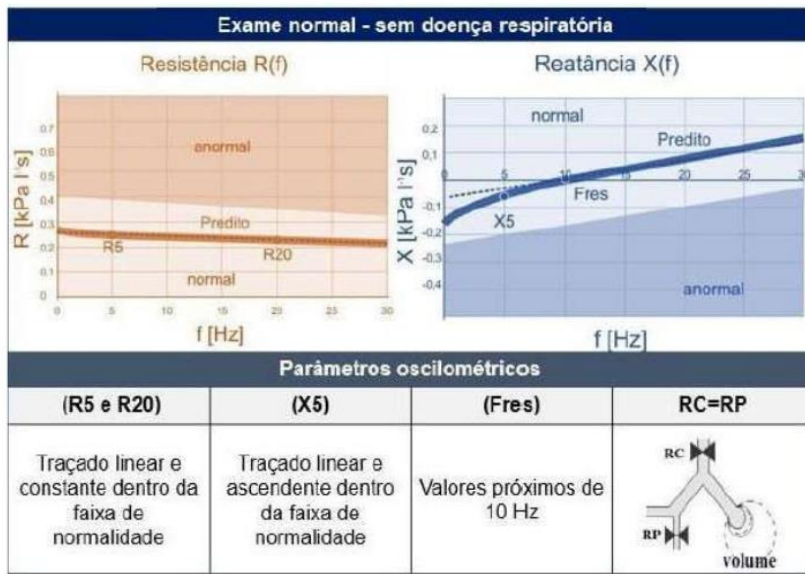 Exame normal - sem doença respiratória
Resistência R(f)
0.7
0.6
0.5
0.4
0.3
0.2
0.1
0
R [kPa l⁻¹s]
anormal
Predito
R5
R20
normal
0
5
10
15
20
25
30
f [Hz]
Reatância X(f)
0,2
0,1
-0,1
-0,2
-0,3
-0,4
X [kPa l⁻¹s]
normal
Predito
0
5
10
15
20
25
30
Fres
X5
anormal
f [Hz]
Parâmetros oscilométricos
(R5 e R20)
(X5)
(Fres)
RC=RP
Traçado linear e
constante dentro da
faixa de
normalidade
Traçado linear e
ascendente dentro
da faixa de
normalidade
Valores próximos de
10 Hz
RC
RP
volume